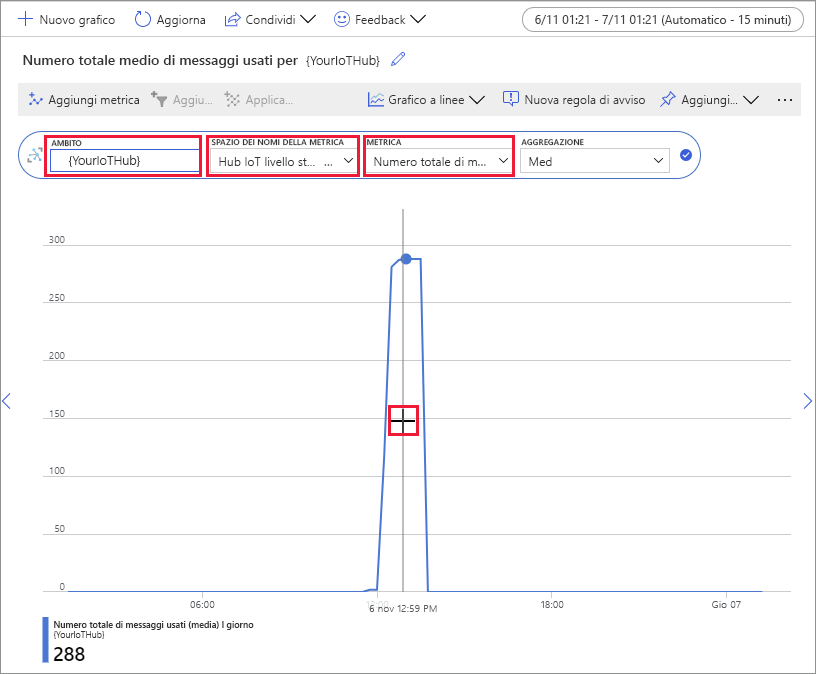 Nuovo grafico Aggiorna Condividi Feedback 6/11 01:21 - 7/11 01:21 (Automatico - 15 minuti)
Numero totale medio di messaggi usati per {YourIoTHub}
Aggiungi metrica Aggiu... Applica... Grafico a linee Nuova regola di avviso Aggiungi... ...
AMBITO SPAZIO DEI NOMI DELLA METRICA METRICA AGGREGAZIONE
{YourIoTHub} Hub IoT livello st... ... Numero totale di m... Med
300
250
200
150
100
50
0
06:00 6 nov 12:59 PM 18:00 Gio 07
Numero totale di messaggi usati (media) I giorno
{YourIoTHub}
288